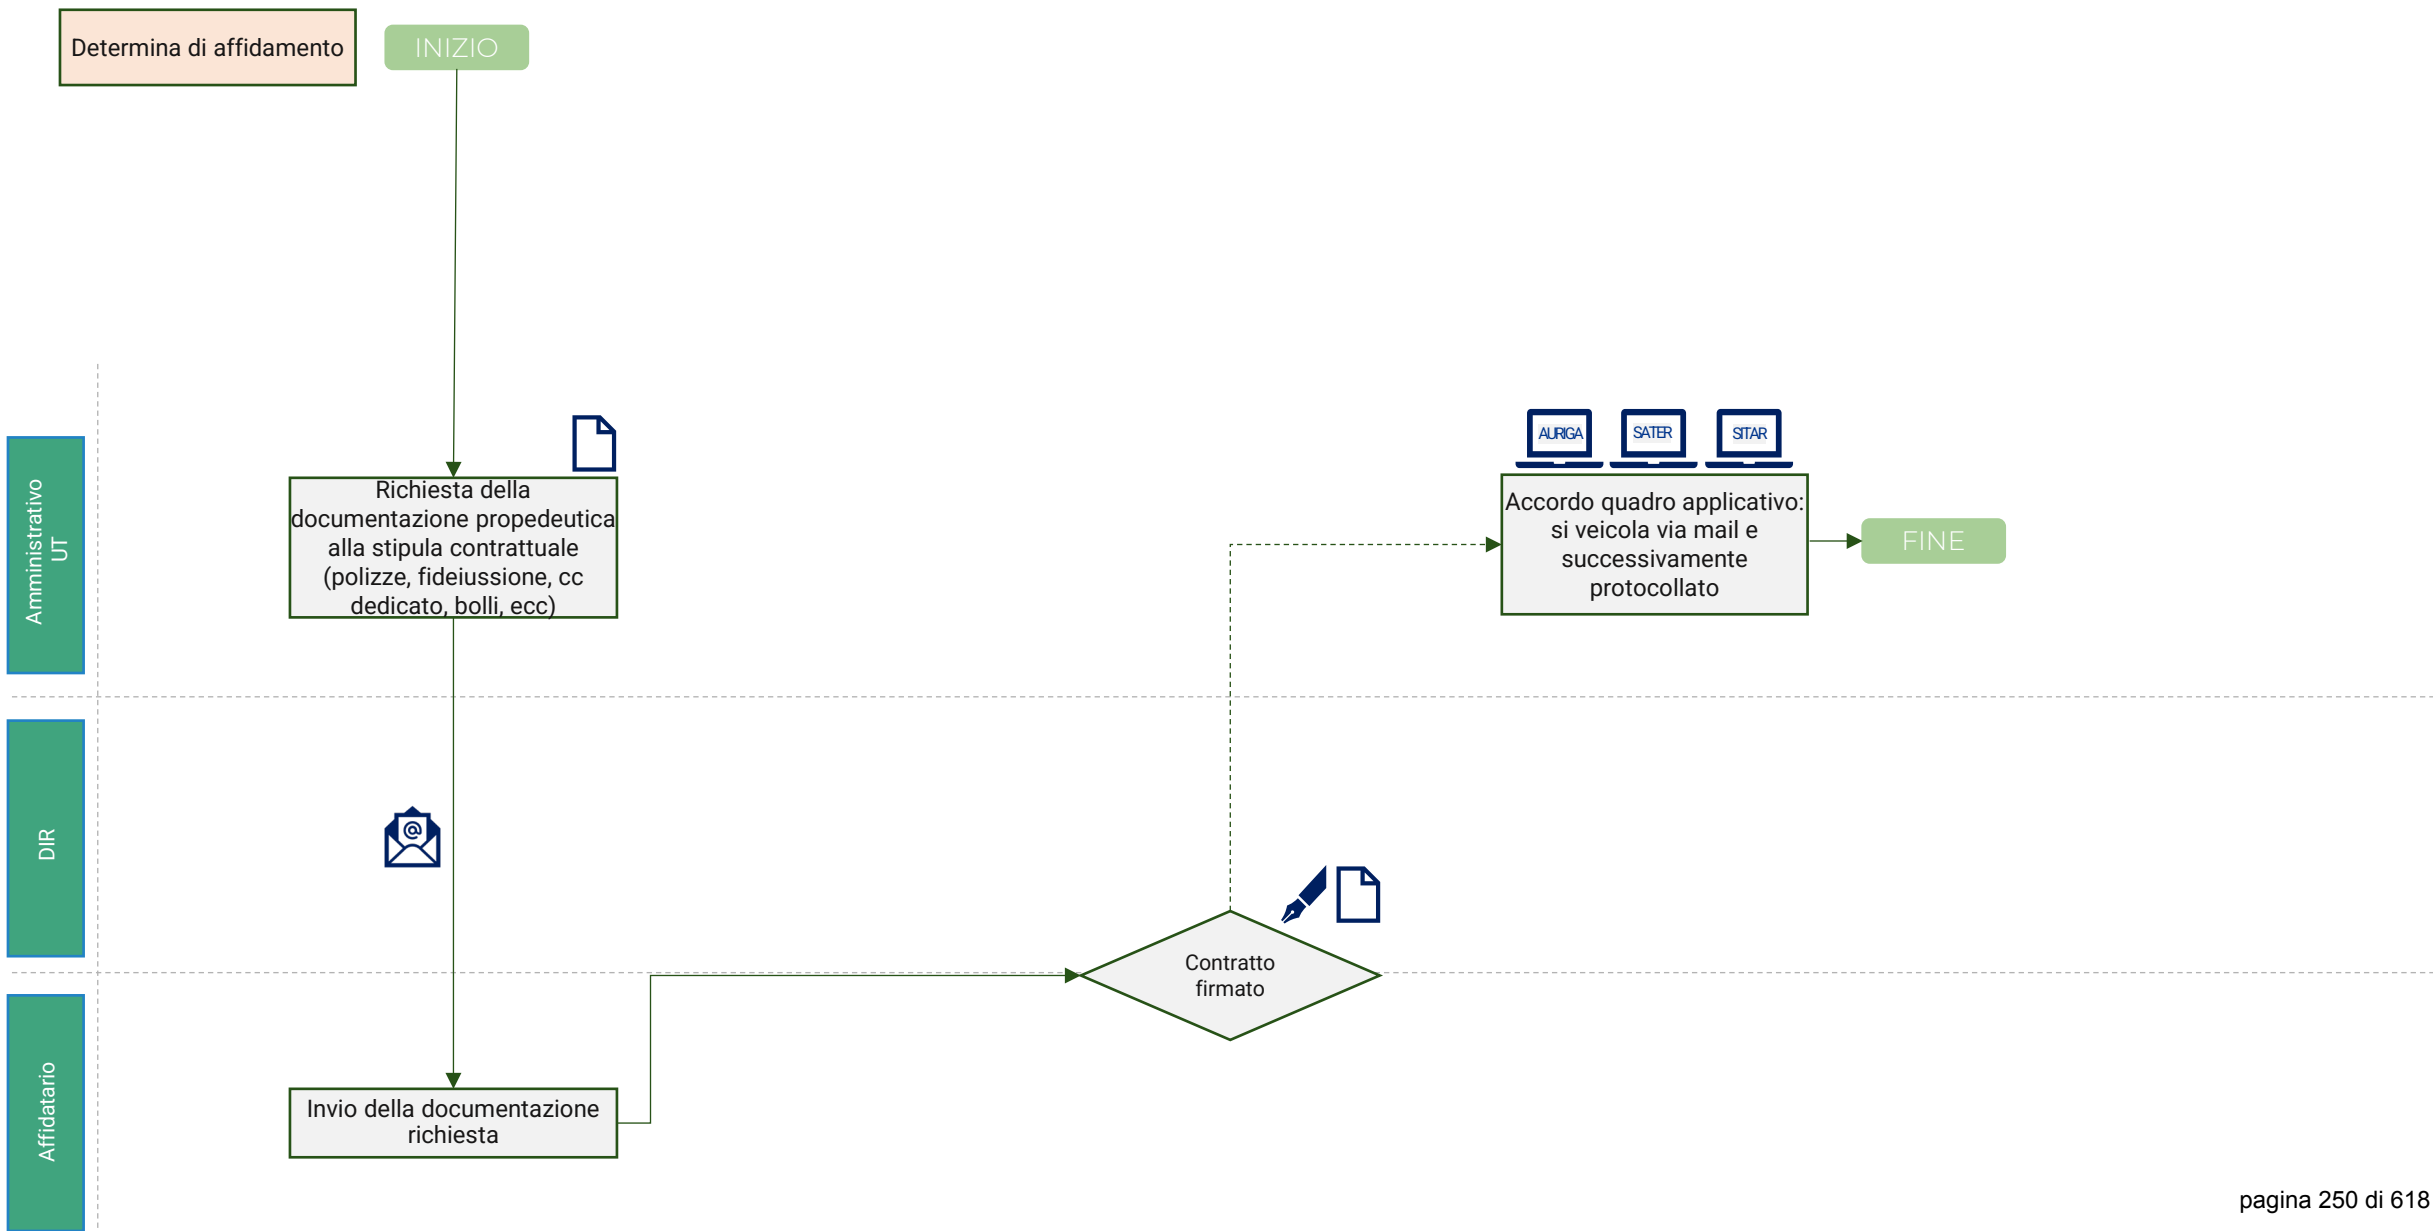 Determina di affidamento
INIZIO
Amministrativo
UT
Richiesta della
documentazione propedeutica
alla stipula contrattuale
(polizze, fideiussione, cc
dedicato, bolli, ecc)
AURIGA
SATER
SITAR
Accordo quadro applicativo:
si veicola via mail e
successivamente
protocollato
FINE
DIR
@
Contratto
firmato
Affidatario
Invio della documentazione
richiesta
pagina 250 di 618